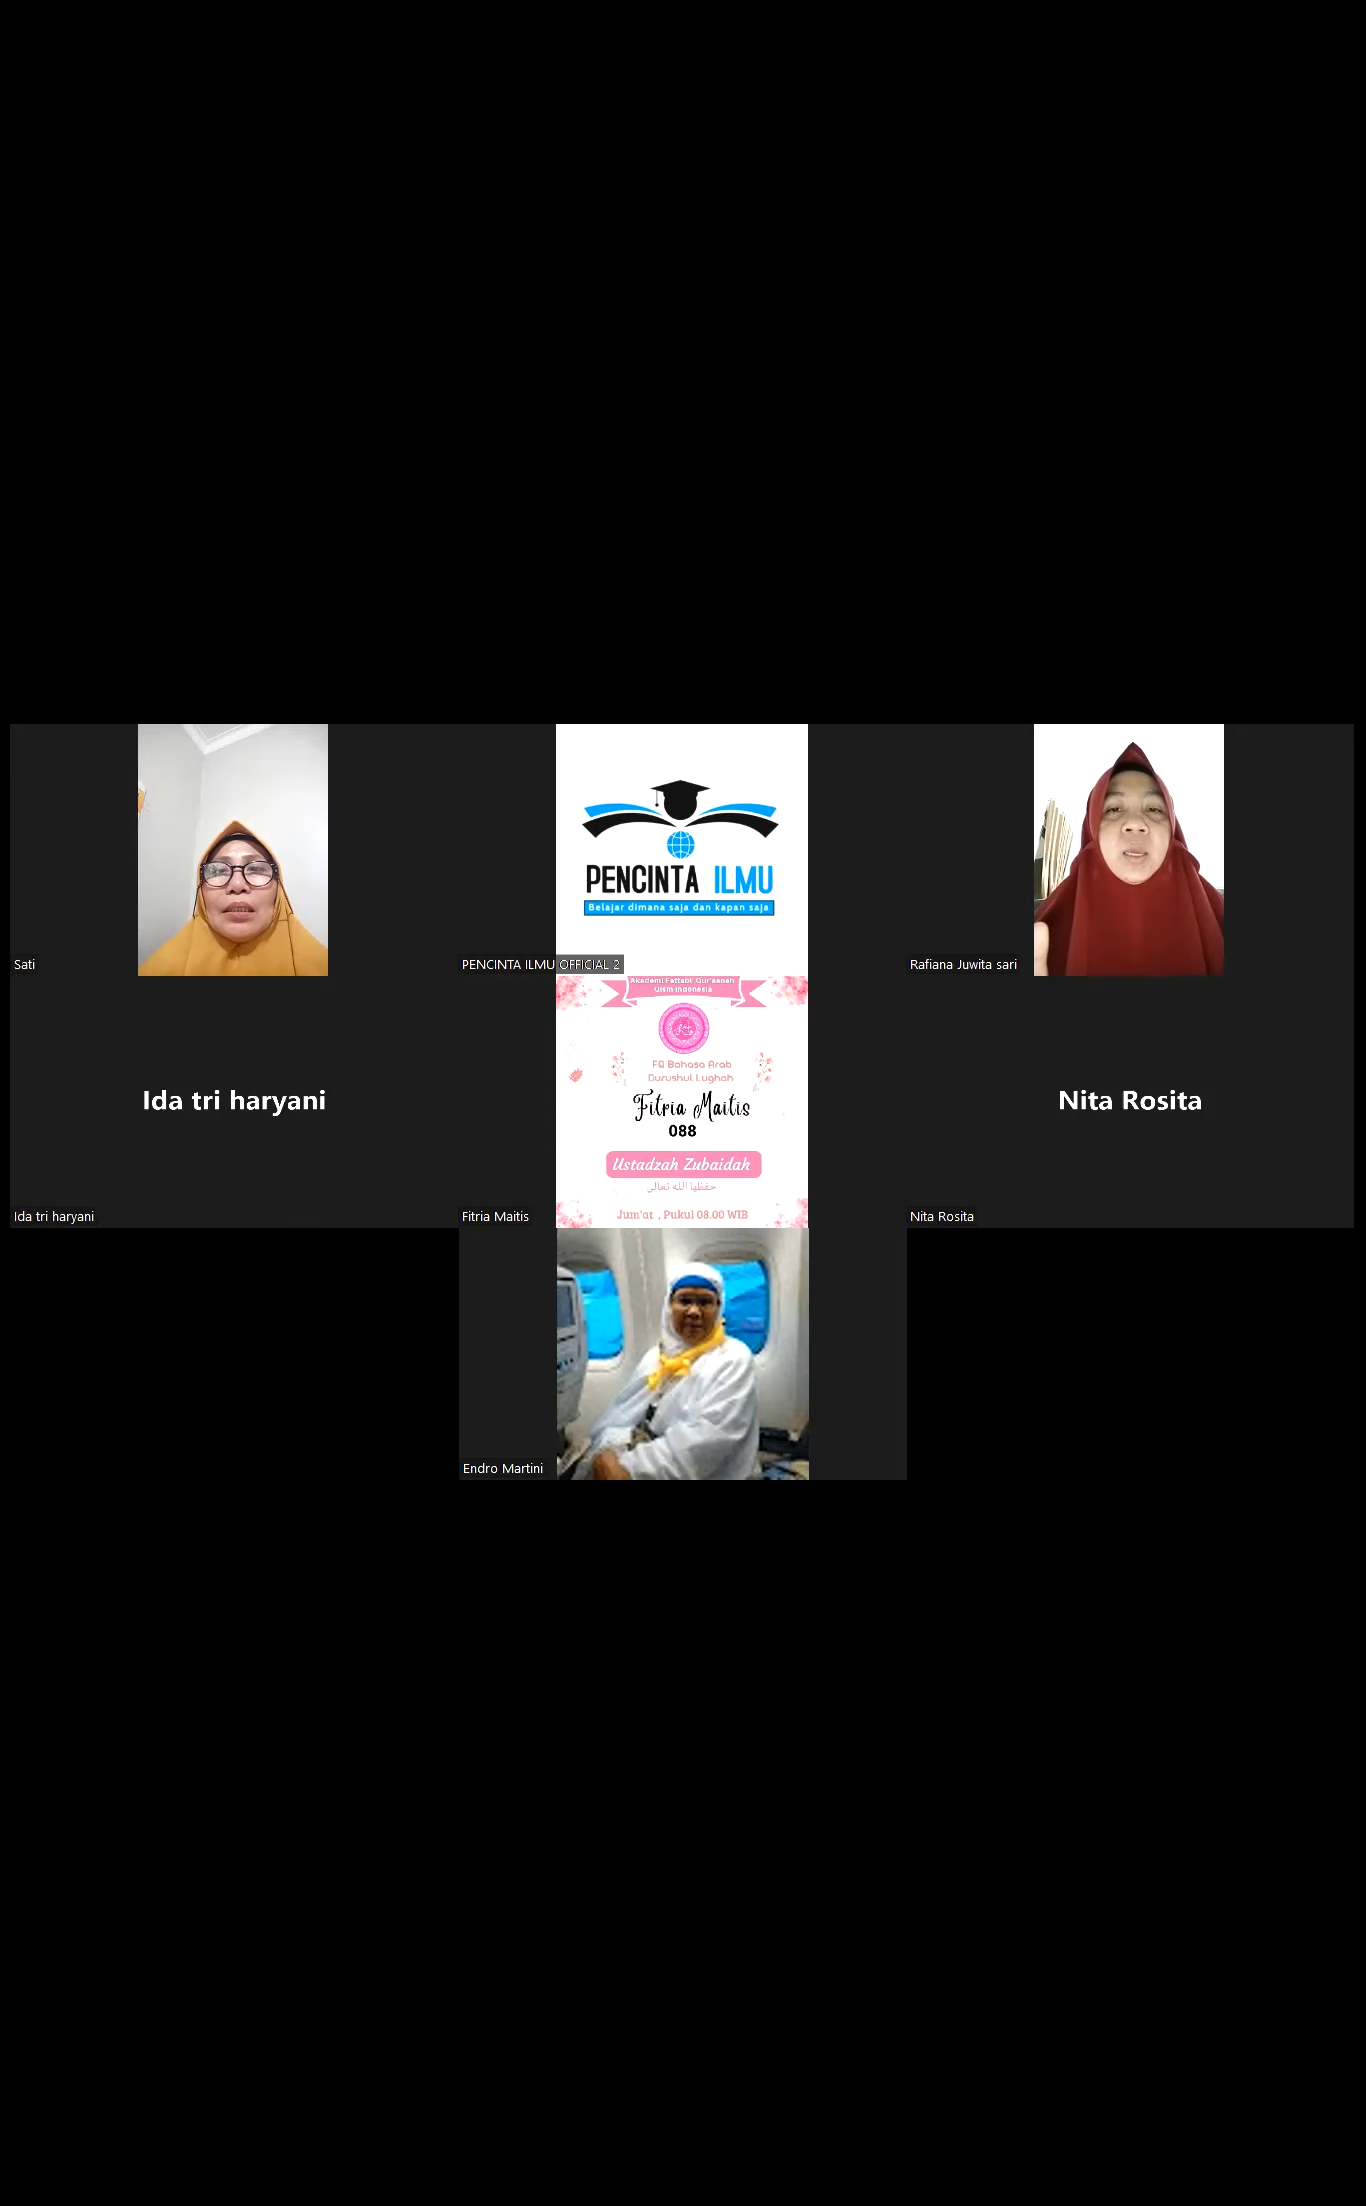 PENCINTA ILMU
Belajar dimana saja dan kapan saja
Sati
PENCINTA ILMU OFFICIAL 2
Rafiana Juwita sari
Akademi Fattabi' Qur'aanah
Oism Indonesia
FQ Bahasa Arab
Durushul Lughah
Fitria Maitis
088
Ustadzah Zubaidah
حفظها الله تعالى
Jum'at , Pukul 08.00 WIB
Ida tri haryani
Nita Rosita
Ida tri haryani
Fitria Maitis
Nita Rosita
Endro Martini